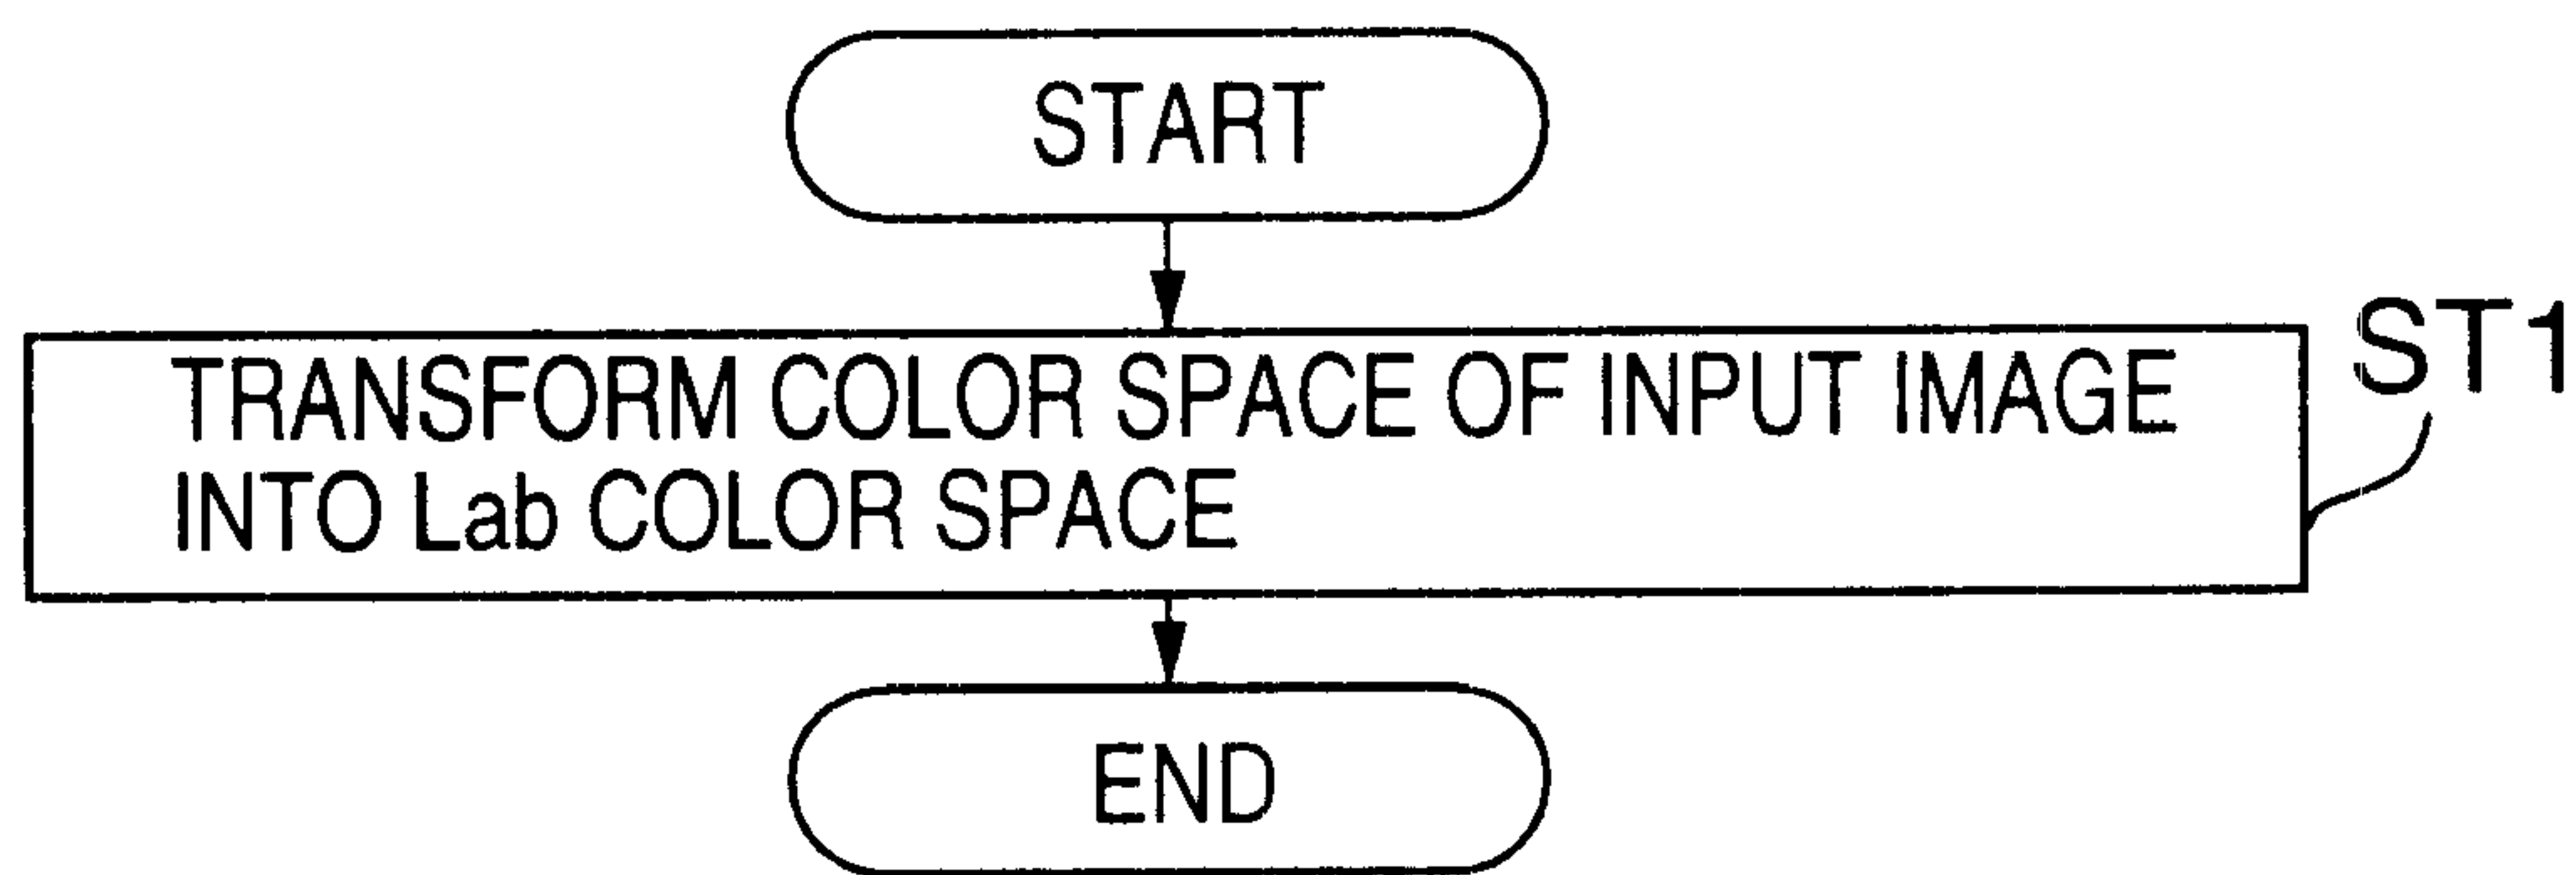 START
ST1
TRANSFORM COLOR SPACE OF INPUT IMAGE
INTO Lab COLOR SPACE
END